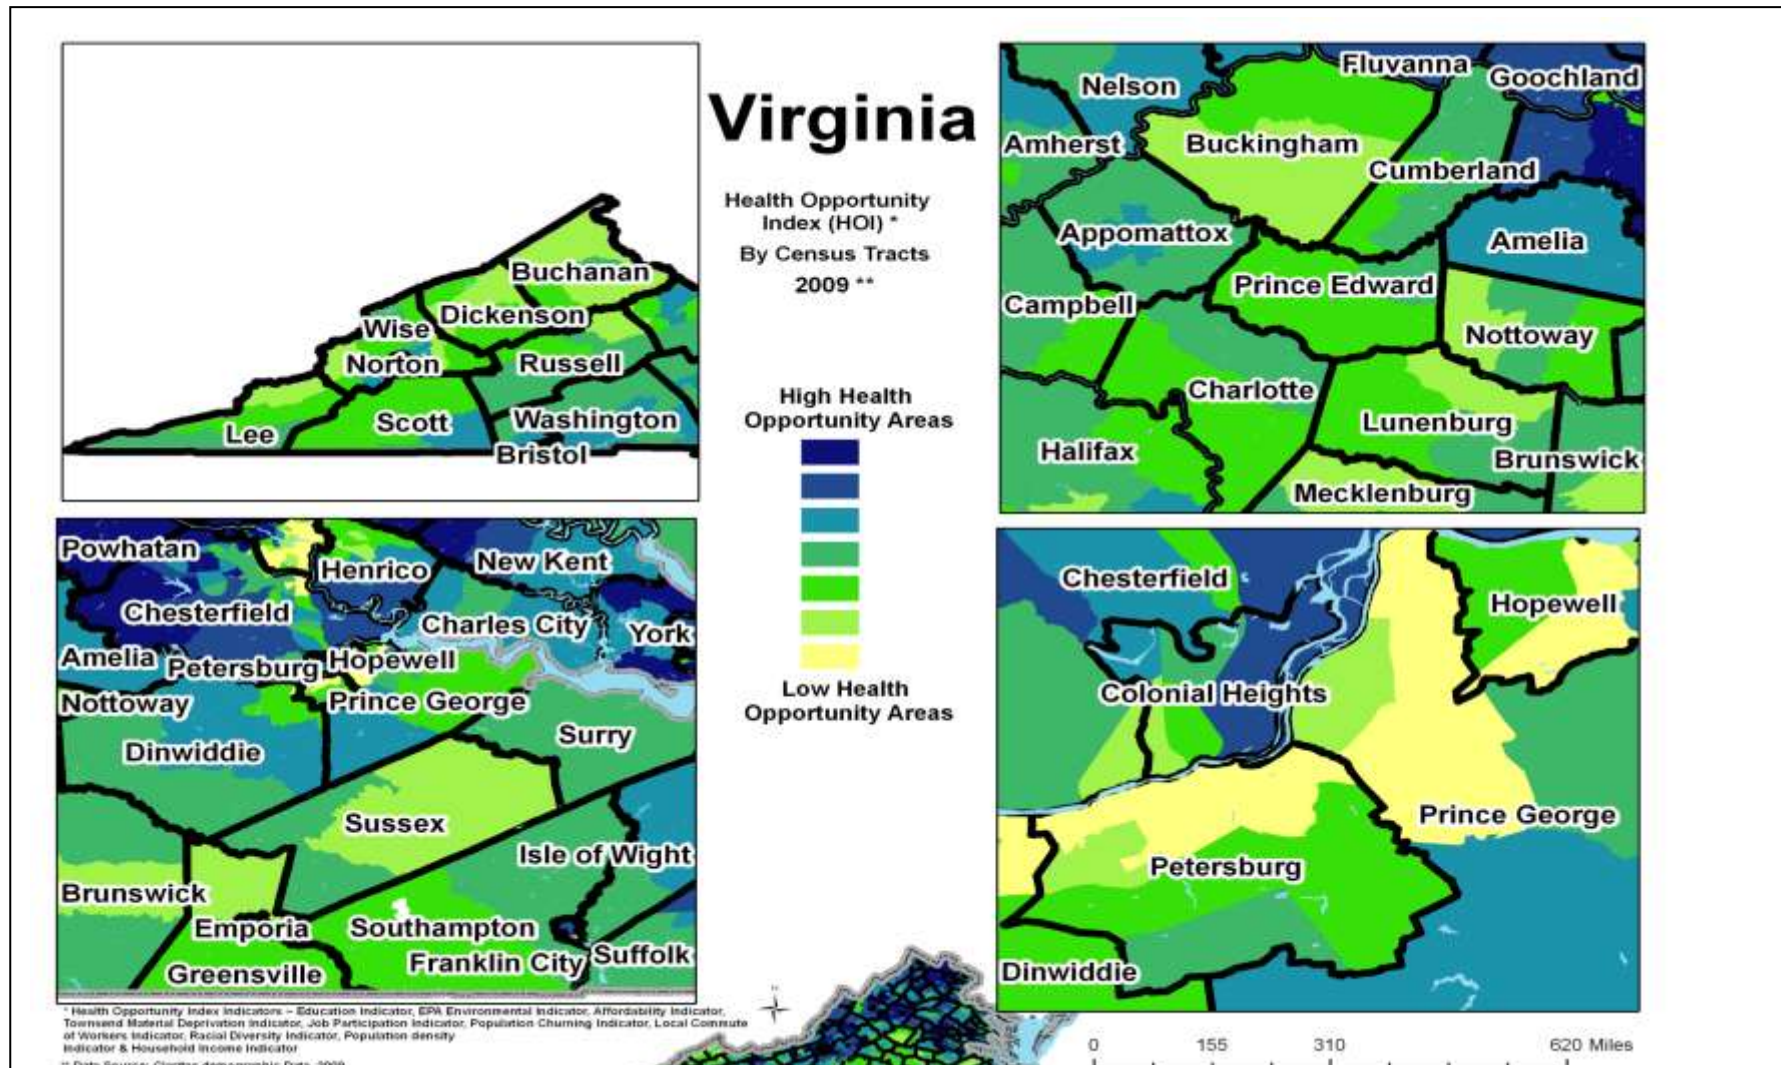 Virginia
Health Opportunity
Index (HOI) *
By Census Tracts
2009 **
High Health
Opportunity Areas
Low Health
Opportunity Areas
Buchanan
Dickenson
Wise
Norton
Russell
Lee
Scott
Washington
Bristol
Fluvanna
Goochland
Nelson
Amherst
Buckingham
Cumberland
Appomattox
Amelia
Prince Edward
Campbell
Nottoway
Charlotte
Lunenburg
Halifax
Brunswick
Mecklenburg
Powhatan
Henrico
New Kent
Chesterfield
Charles City
York
Amelia
Petersburg
Hopewell
Nottoway
Prince George
Dinwiddie
Surry
Sussex
Isle of Wight
Brunswick
Emporia
Southampton
Greensville
Franklin City
Suffolk
Chesterfield
Hopewell
Colonial Heights
Prince George
Petersburg
Dinwiddie
* Health Opportunity Index Indicators – Education Indicator, EPA Environmental Indicator, Affordability Indicator,
Townsend Material Deprivation Indicator, Job Participation Indicator, Population Churning Indicator, Local Commute
of Workers Indicator, Racial Diversity Indicator, Population density
Indicator & Household Income Indicator
** Data Source: Claritas demographic Data, 2009
0 155 310 620 Miles